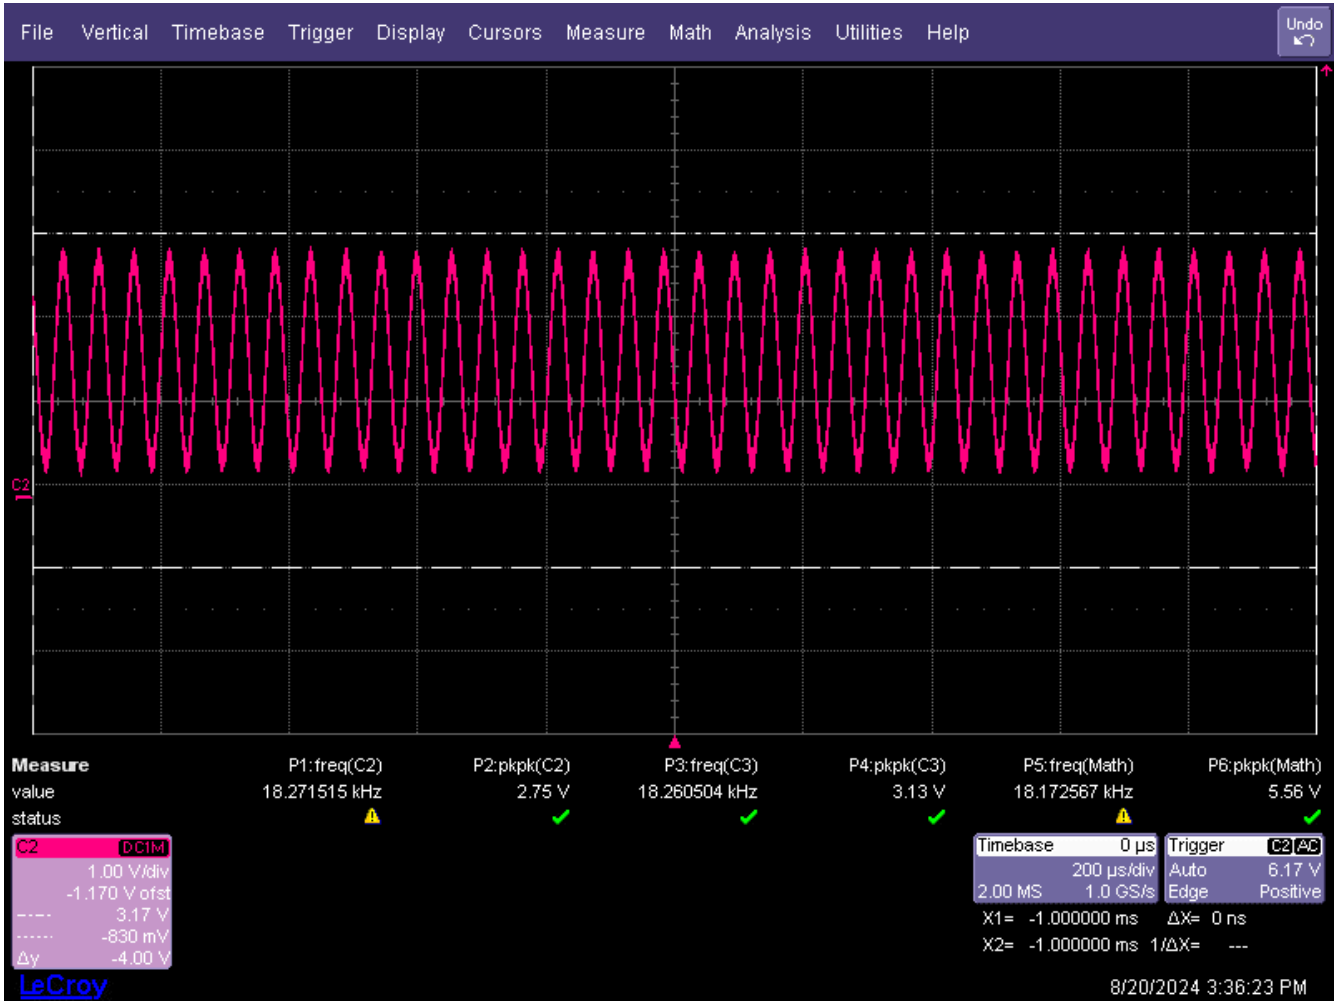 File Vertical Timebase Trigger Display Cursors Measure Math Analysis Utilities Help Undo
C2
Measure P1:freq(C2) P2:pkpk(C2) P3:freq(C3) P4:pkpk(C3) P5:freq(Math) P6:pkpk(Math)
value 18.271515 kHz 2.75 V 18.260504 kHz 3.13 V 18.172567 kHz 5.56 V
status
C2 DC1M
1.00 V/div
-1.170 V ofst
3.17 V
-830 mV
Δy -4.00 V
Timebase 0 µs
200 µs/div
2.00 MS 1.0 GS/s
Trigger C2 AC
Auto 6.17 V
Edge Positive
X1= -1.000000 ms ΔX= 0 ns
X2= -1.000000 ms 1/ΔX= ---
LeCroy
8/20/2024 3:36:23 PM